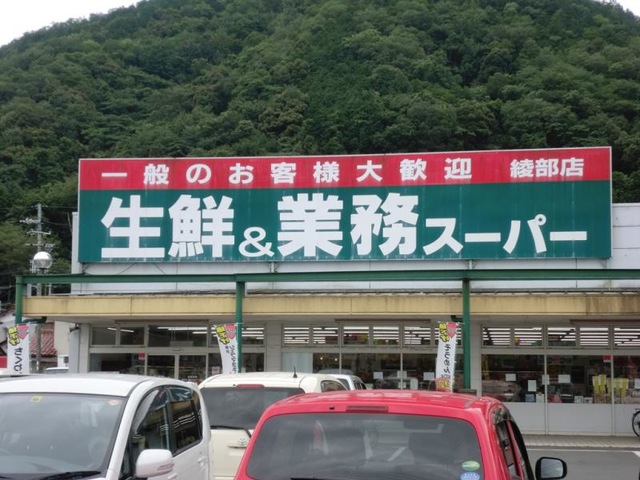 一般のお客様大歓迎 綾部店
生鮮&業務スーパー